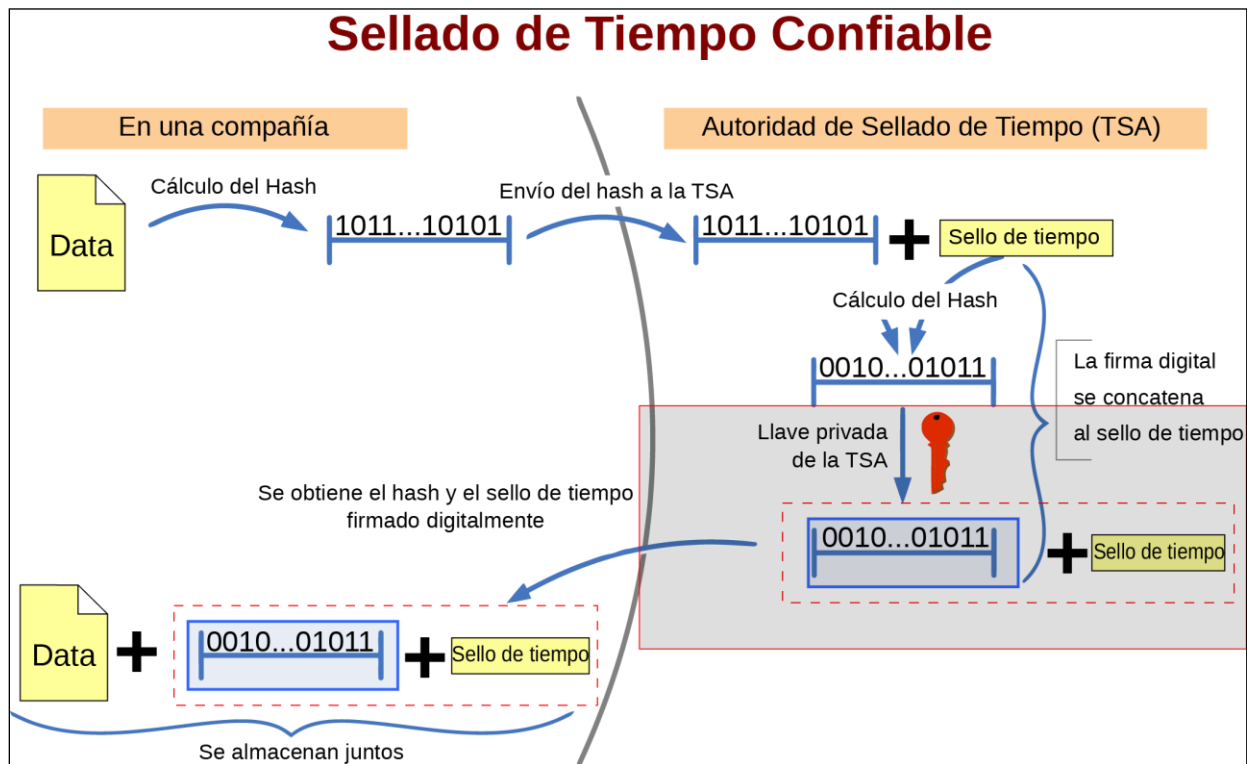 Sellado de Tiempo Confiable
En una compañía
Autoridad de Sellado de Tiempo (TSA)
Data
Cálculo del Hash
1011...10101
Envío del hash a la TSA
1011...10101
+
Sello de tiempo
Cálculo del Hash
0010...01011
La firma digital
se concatena
al sello de tiempo
Llave privada
de la TSA
0010...01011
+
Sello de tiempo
Se obtiene el hash y el sello de tiempo
firmado digitalmente
Data
+
0010...01011
+
Sello de tiempo
Se almacenan juntos